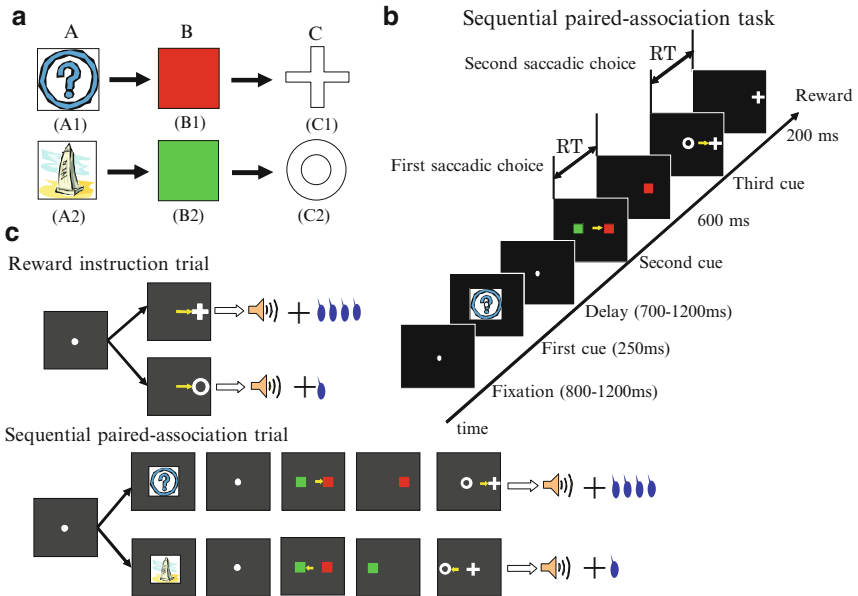 a
A B C
?
(A1) (B1) (C1)
(A2) (B2) (C2)
b
Sequential paired-association task
RT
Second saccadic choice
Reward
200 ms
RT
First saccadic choice
Third cue
600 ms
Second cue
?
Delay (700-1200ms)
First cue (250ms)
Fixation (800-1200ms)
time
c
Reward instruction trial
+
+
Sequential paired-association trial
?
+
+